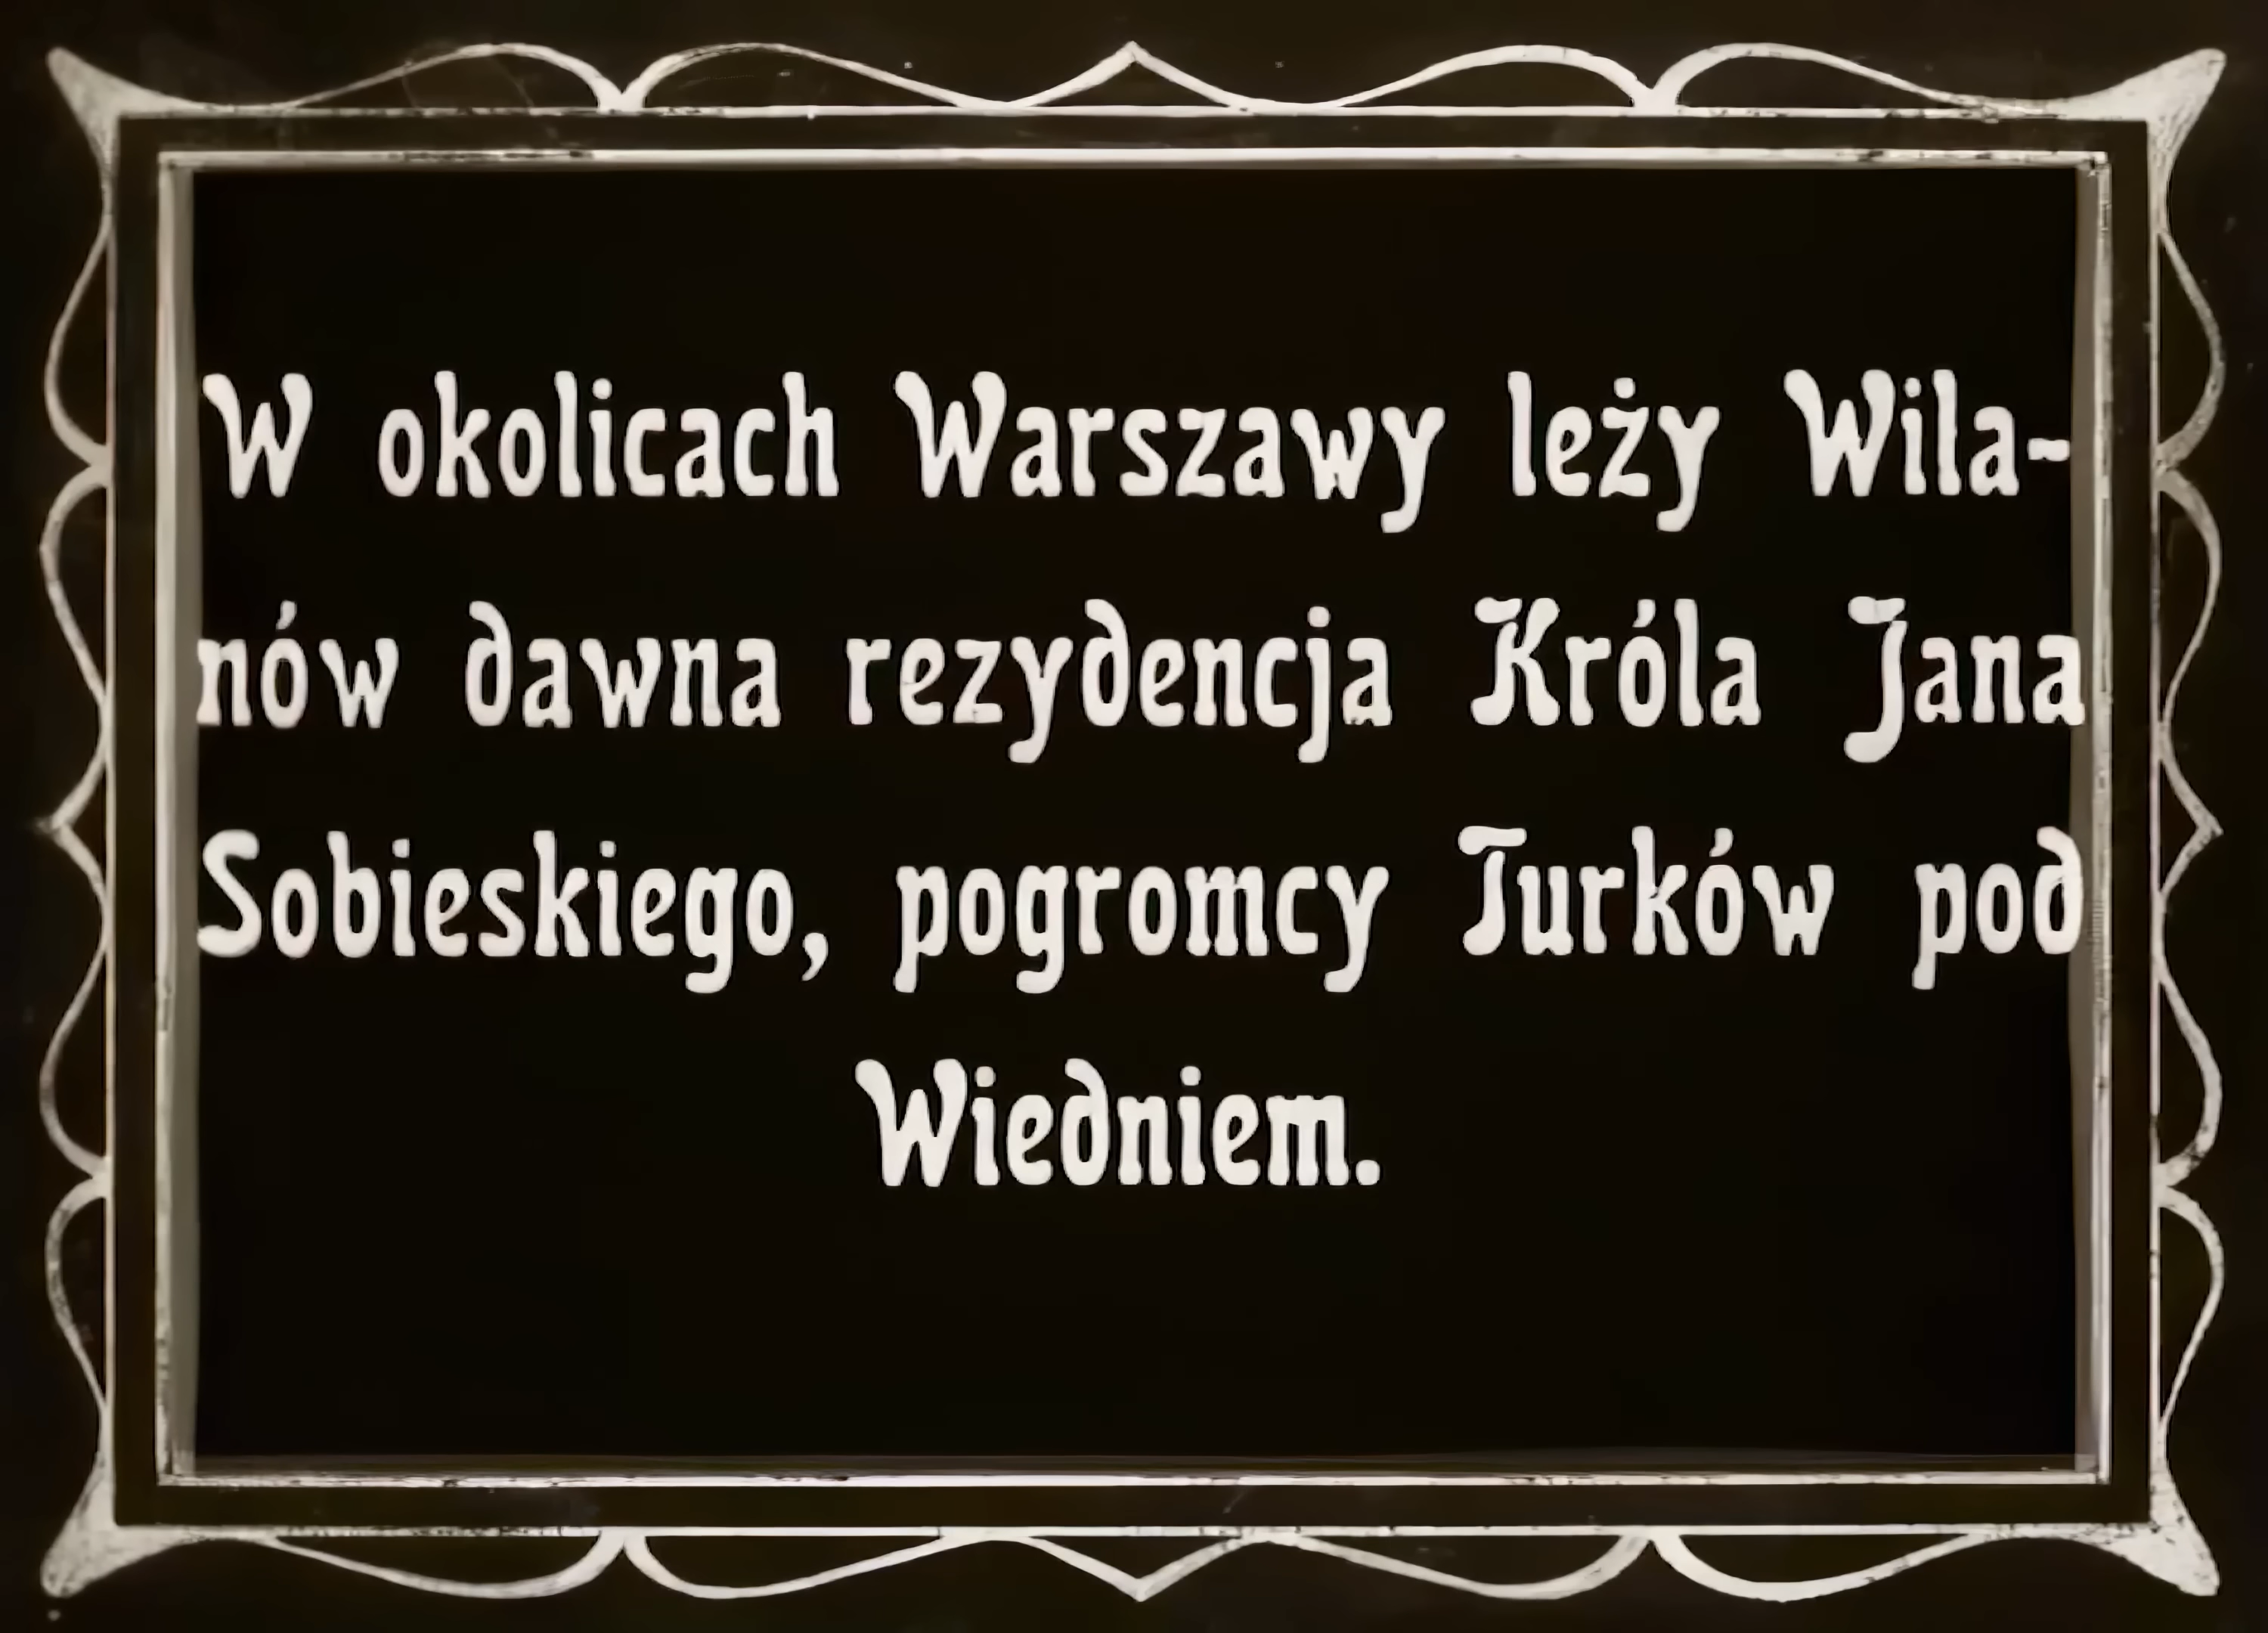 W okolicach Warszawy leży Wila-
nów dawna rezydencja Króla Jana
Sobieskiego, pogromcy Turków pod
Wiedniem.